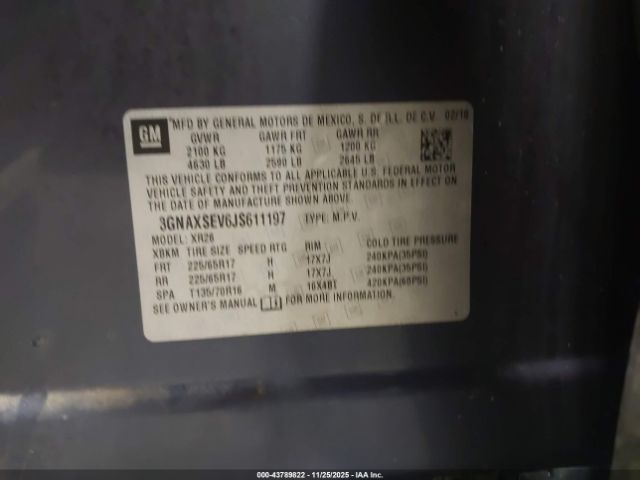 GM
MFD BY GENERAL MOTORS DE MEXICO, S. DE R.L. DE C.V. 02/18
GVWR GAWR FRT GAWR RR
2100 KG 1175 KG 1200 KG
4630 LB 2590 LB 2645 LB
THIS VEHICLE CONFORMS TO ALL APPLICABLE U.S. FEDERAL MOTOR
VEHICLE SAFETY AND THEFT PREVENTION STANDARDS IN EFFECT ON
THE DATE OF MANUFACTURE SHOWN ABOVE.
3GNAXSEV6JS611197 TYPE: M.P.V.
MODEL: XR26
XBKM TIRE SIZE SPEED RTG RIM COLD TIRE PRESSURE
FRT 225/65R17 H 17X7J 240KPA(35PSI)
RR 225/65R17 H 17X7J 240KPA(35PSI)
SPA T135/70R16 M 16X4BT 420KPA(60PSI)
SEE OWNER'S MANUAL FOR MORE INFORMATION.
000-43789822 - 11/25/2025 - IAA Inc.